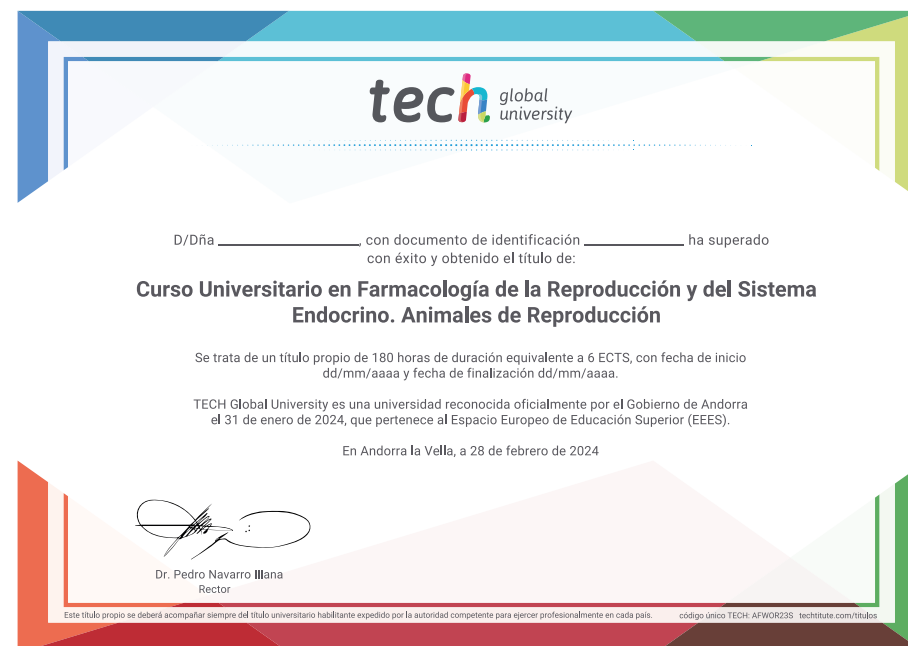 tech global university
D/Dña ____________________, con documento de identificación ______________ ha superado
con éxito y obtenido el título de:
Curso Universitario en Farmacología de la Reproducción y del Sistema
Endocrino. Animales de Reproducción
Se trata de un título propio de 180 horas de duración equivalente a 6 ECTS, con fecha de inicio
dd/mm/aaaa y fecha de finalización dd/mm/aaaa.
TECH Global University es una universidad reconocida oficialmente por el Gobierno de Andorra
el 31 de enero de 2024, que pertenece al Espacio Europeo de Educación Superior (EEES).
En Andorra la Vella, a 28 de febrero de 2024
Dr. Pedro Navarro Illana
Rector
Este título propio se deberá acompañar siempre del título universitario habilitante expedido por la autoridad competente para ejercer profesionalmente en cada país. código único TECH: AFWOR23S techtitute.com/titulos